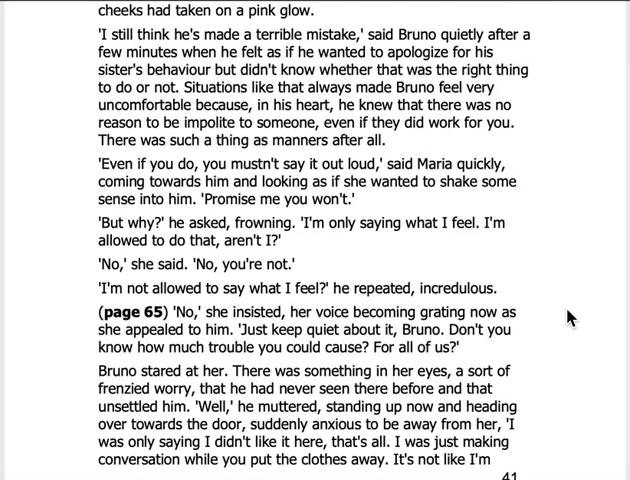 cheeks had taken on a pink glow.
'I still think he's made a terrible mistake,' said Bruno quietly after a
few minutes when he felt as if he wanted to apologize for his
sister's behaviour but didn't know whether that was the right thing
to do or not. Situations like that always made Bruno feel very
uncomfortable because, in his heart, he knew that there was no
reason to be impolite to someone, even if they did work for you.
There was such a thing as manners after all.
'Even if you do, you mustn't say it out loud,' said Maria quickly,
coming towards him and looking as if she wanted to shake some
sense into him. 'Promise me you won't.'
'But why?' he asked, frowning. 'I'm only saying what I feel. I'm
allowed to do that, aren't I?'
'No,' she said. 'No, you're not.'
'I'm not allowed to say what I feel?' he repeated, incredulous.
(page 65) 'No,' she insisted, her voice becoming grating now as
she appealed to him. 'Just keep quiet about it, Bruno. Don't you
know how much trouble you could cause? For all of us?'
Bruno stared at her. There was something in her eyes, a sort of
frenzied worry, that he had never seen there before and that
unsettled him. 'Well,' he muttered, standing up now and heading
over towards the door, suddenly anxious to be away from her, 'I
was only saying I didn't like it here, that's all. I was just making
conversation while you put the clothes away. It's not like I'm
41